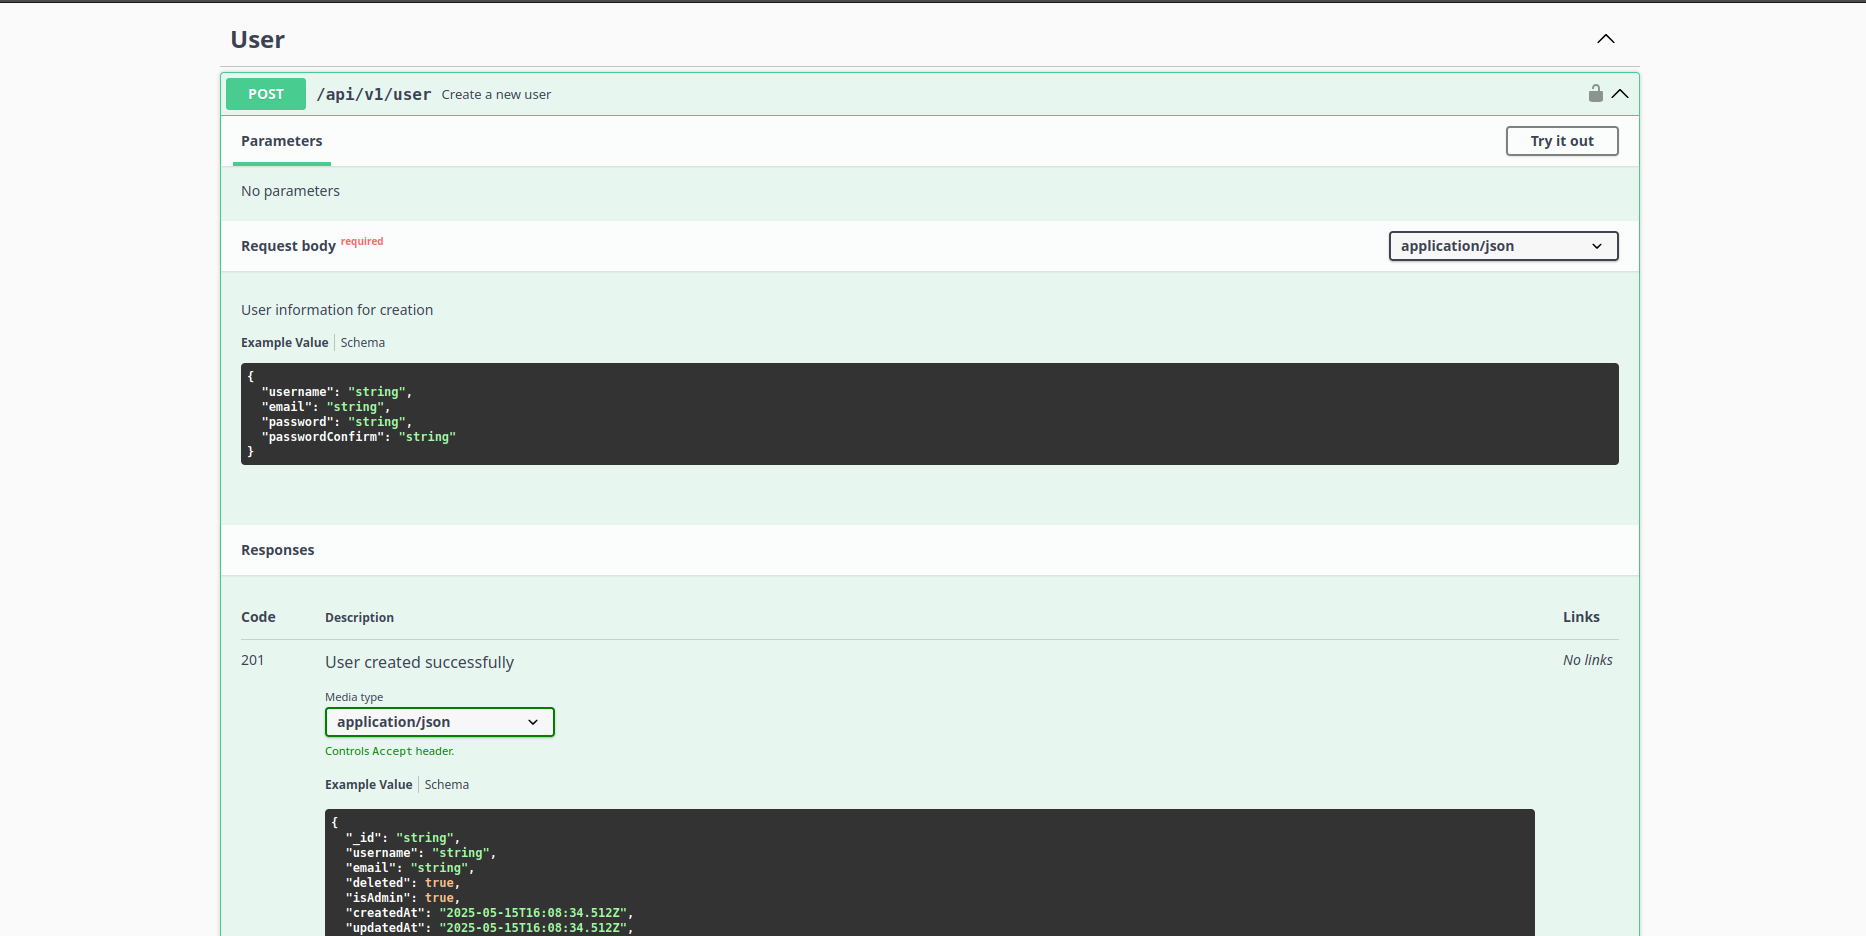 User
POST /api/v1/user Create a new user
Parameters
Try it out
No parameters
Request body required
application/json
User information for creation
Example Value Schema
{
"username": "string",
"email": "string",
"password": "string",
"passwordConfirm": "string"
}
Responses
Code Description Links
201 User created successfully No links
Media type
application/json
Controls Accept header.
Example Value Schema
{
"_id": "string",
"username": "string",
"email": "string",
"deleted": true,
"isAdmin": true,
"createdAt": "2025-05-15T16:08:34.512Z",
"updatedAt": "2025-05-15T16:08:34.512Z",